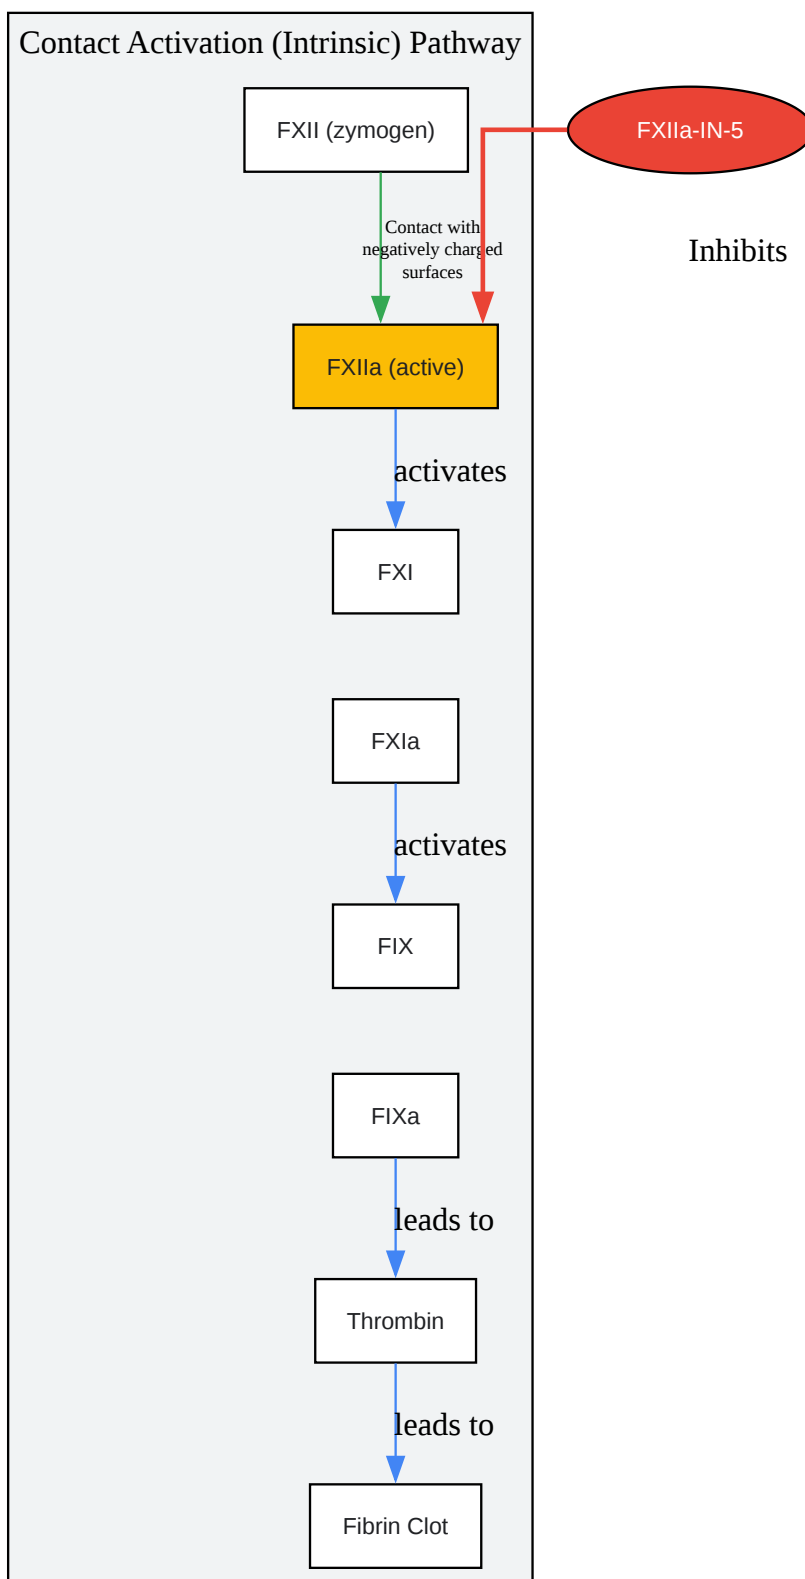 Contact Activation (Intrinsic) Pathway
FXII (zymogen)
FXIIa-IN-5
Contact with
negatively charged
surfaces
Inhibits
FXIIa (active)
activates
FXI
FXIa
activates
FIX
FIXa
leads to
Thrombin
leads to
Fibrin Clot